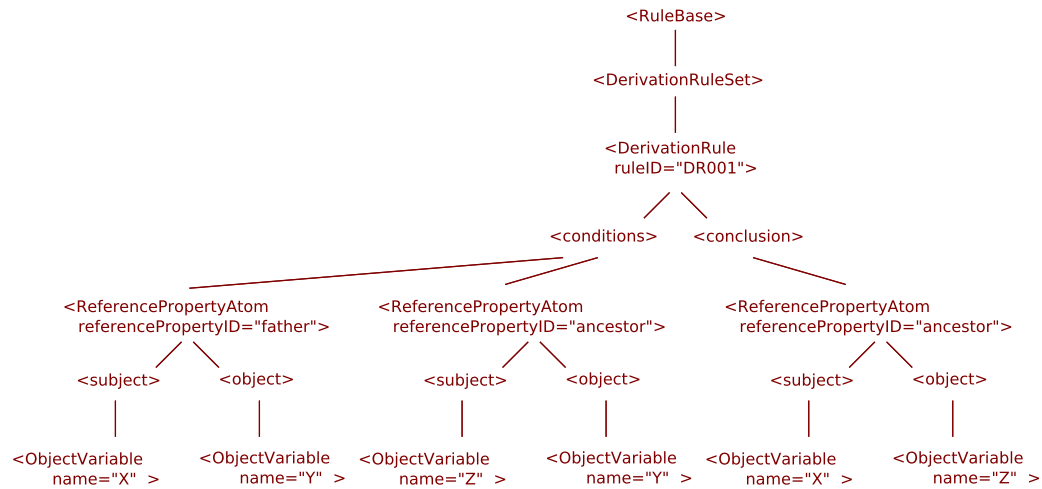 <RuleBase>
<DerivationRuleSet>
<DerivationRule
ruleID="DR001">
<conditions>
<conclusion>
<ReferencePropertyAtom
referencePropertyID="father">
<ReferencePropertyAtom
referencePropertyID="ancestor">
<ReferencePropertyAtom
referencePropertyID="ancestor">
<subject>
<object>
<subject>
<object>
<subject>
<object>
<ObjectVariable
name="X" >
<ObjectVariable
name="Y" >
<ObjectVariable
name="Z" >
<ObjectVariable
name="Y" >
<ObjectVariable
name="X" >
<ObjectVariable
name="Z" >